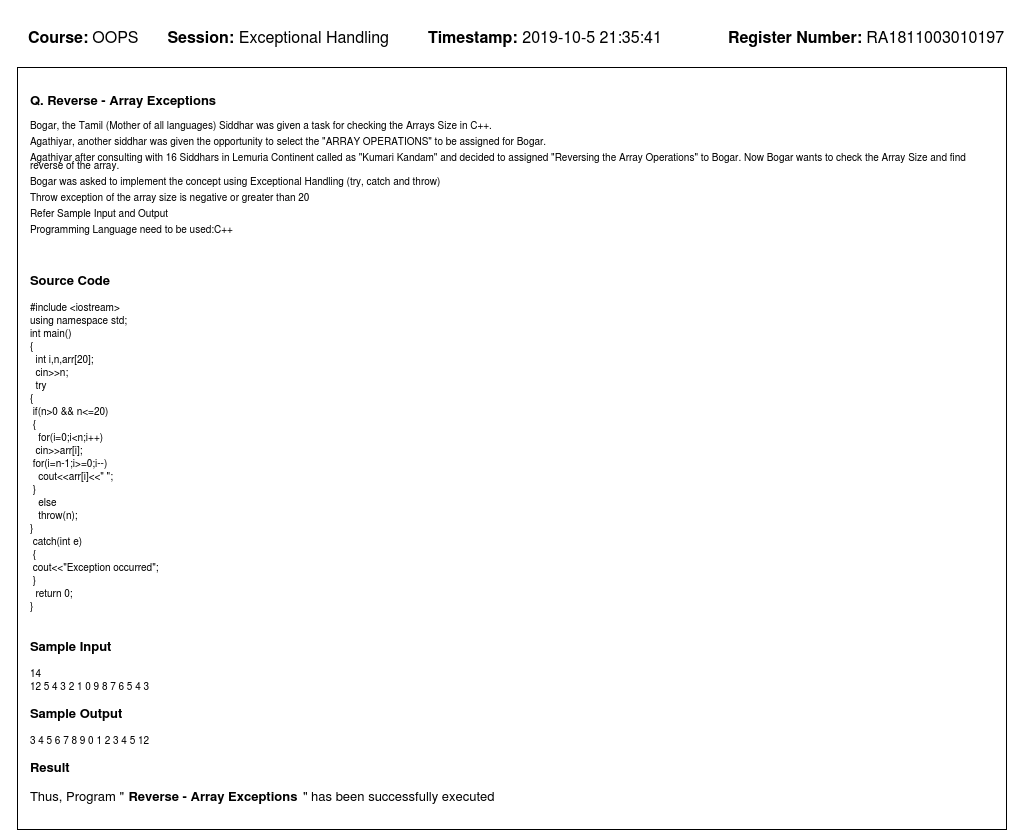 Course: OOPS Session: Exceptional Handling Timestamp: 2019-10-5 21:35:41 Register Number: RA1811003010197
Q. Reverse - Array Exceptions
Bogar, the Tamil (Mother of all languages) Siddhar was given a task for checking the Arrays Size in C++.
Agathiyar, another siddhar was given the opportunity to select the "ARRAY OPERATIONS" to be assigned for Bogar.
Agathiyar after consulting with 16 Siddhars in Lemuria Continent called as "Kumari Kandam" and decided to assigned "Reversing the Array Operations" to Bogar. Now Bogar wants to check the Array Size and find
reverse of the array.
Bogar was asked to implement the concept using Exceptional Handling (try, catch and throw)
Throw exception of the array size is negative or greater than 20
Refer Sample Input and Output
Programming Language need to be used:C++
Source Code
#include <iostream>
using namespace std;
int main()
{
  int i,n,arr[20];
  cin>>n;
  try
{
 if(n>0 && n<=20)
 {
   for(i=0;i<n;i++)
  cin>>arr[i];
 for(i=n-1;i>=0;i--)
   cout<<arr[i]<<" ";
 }
   else
   throw(n);
}
 catch(int e)
 {
 cout<<"Exception occurred";
 }
  return 0;
}
Sample Input
14
12 5 4 3 2 1 0 9 8 7 6 5 4 3
Sample Output
3 4 5 6 7 8 9 0 1 2 3 4 5 12
Result
Thus, Program " Reverse - Array Exceptions " has been successfully executed